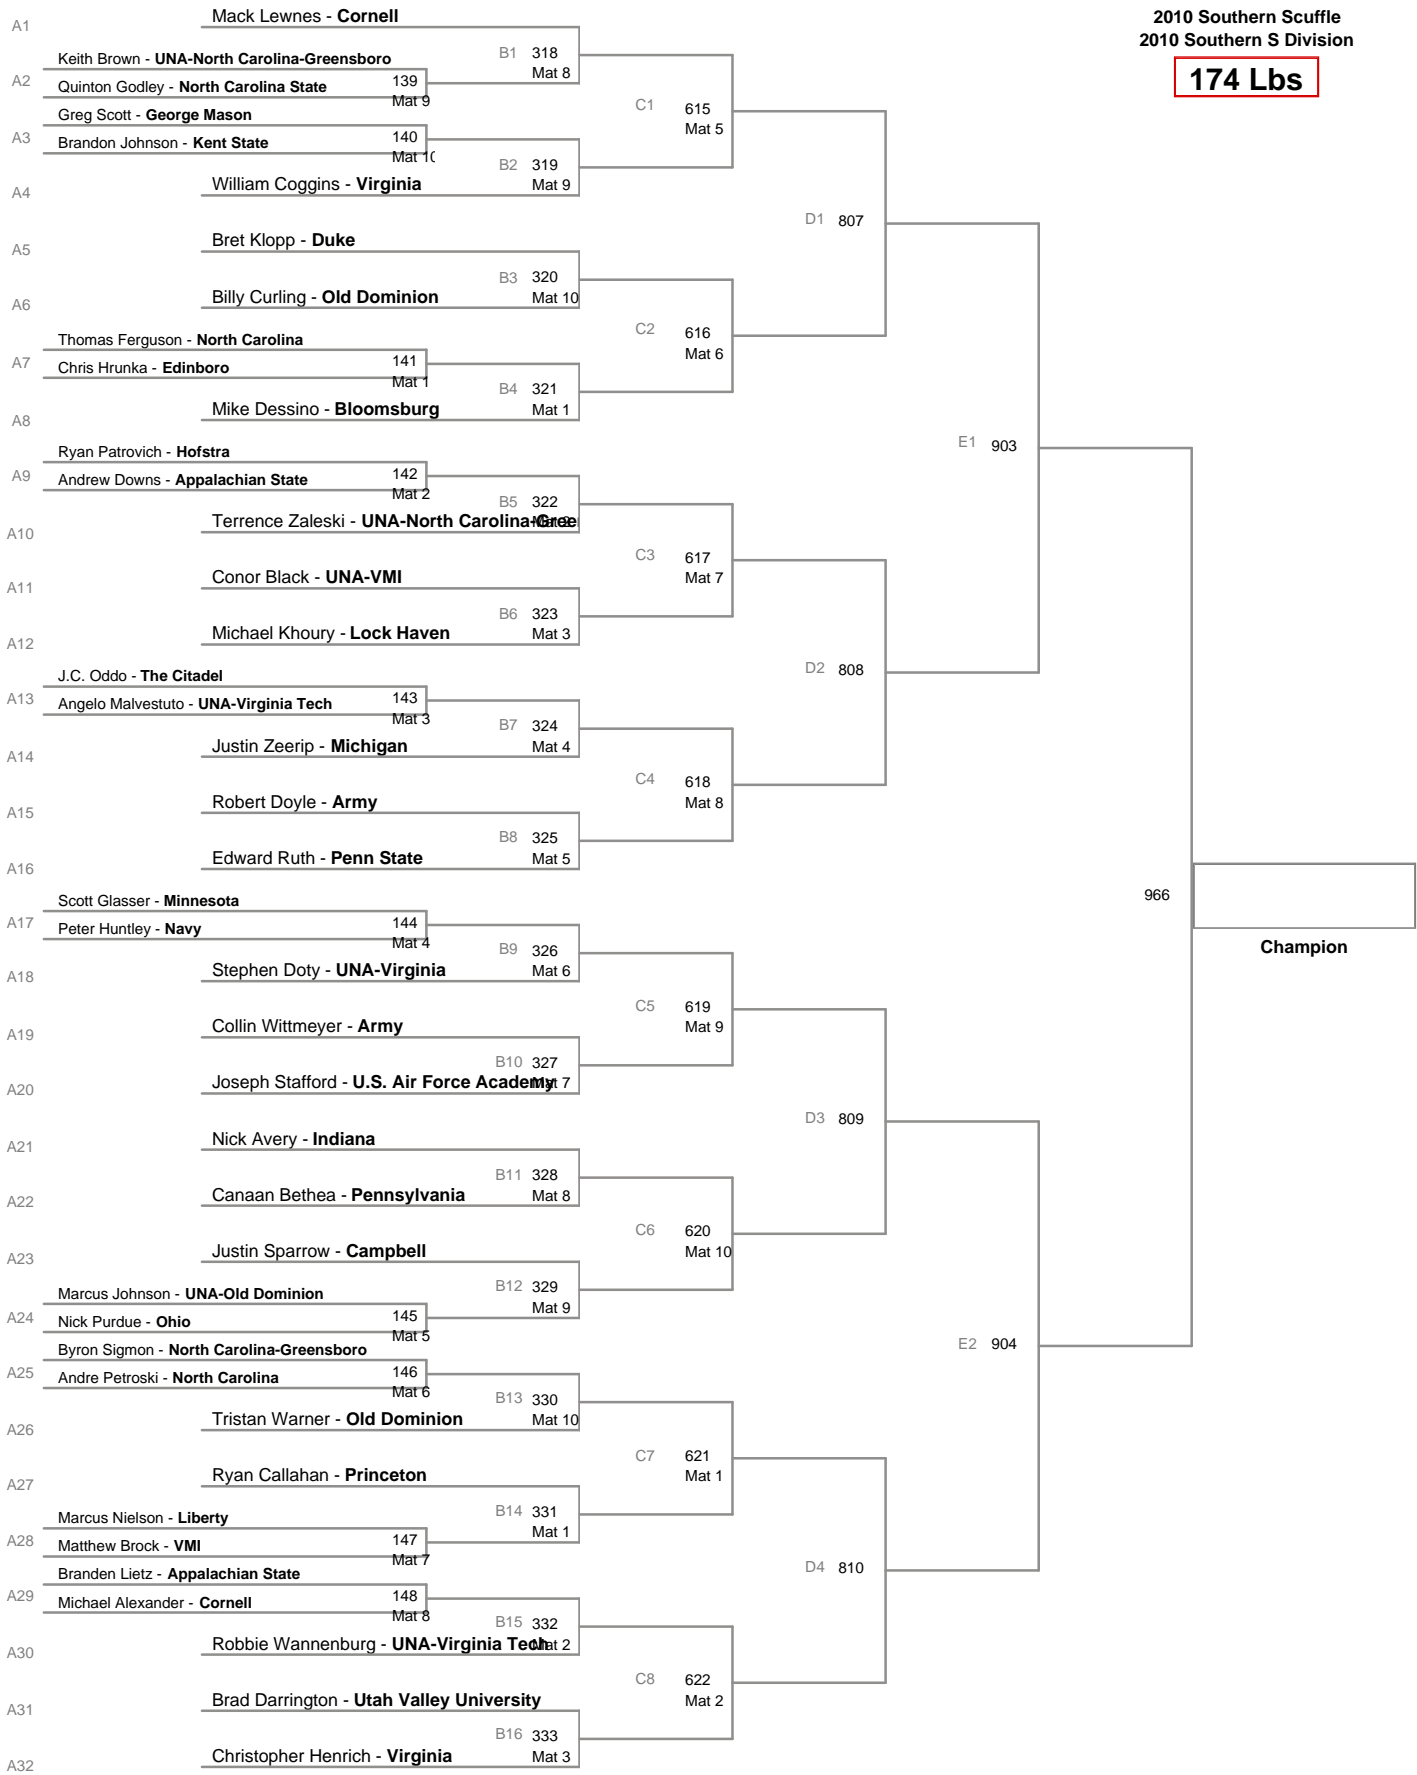 2010 Southern Scuffle
2010 Southern S Division
174 Lbs
A1
Mack Lewnes - Cornell
B1 318
Mat 8
Keith Brown - UNA-North Carolina-Greensboro
A2
139
Quinton Godley - North Carolina State
Mat 9
C1 615
Mat 5
Greg Scott - George Mason
A3
140
Brandon Johnson - Kent State
Mat 10
B2 319
Mat 9
A4
William Coggins - Virginia
D1 807
A5
Bret Klopp - Duke
B3 320
Mat 10
A6
Billy Curling - Old Dominion
C2 616
Mat 6
Thomas Ferguson - North Carolina
A7
141
Chris Hrunka - Edinboro
Mat 1
B4 321
Mat 1
A8
Mike Dessino - Bloomsburg
E1 903
Ryan Patrovich - Hofstra
A9
142
Andrew Downs - Appalachian State
Mat 2
B5 322
A10
Terrence Zaleski - UNA-North Carolina-Gree
Mat 2
C3 617
Mat 7
A11
Conor Black - UNA-VMI
B6 323
Mat 3
A12
Michael Khoury - Lock Haven
D2 808
J.C. Oddo - The Citadel
A13
143
Angelo Malvestuto - UNA-Virginia Tech
Mat 3
B7 324
Mat 4
A14
Justin Zeerip - Michigan
C4 618
Mat 8
A15
Robert Doyle - Army
B8 325
Mat 5
A16
Edward Ruth - Penn State
966
Champion
Scott Glasser - Minnesota
A17
144
Peter Huntley - Navy
Mat 4
B9 326
Mat 6
A18
Stephen Doty - UNA-Virginia
C5 619
Mat 9
A19
Collin Wittmeyer - Army
B10 327
Mat 7
A20
Joseph Stafford - U.S. Air Force Academy
D3 809
A21
Nick Avery - Indiana
B11 328
Mat 8
A22
Canaan Bethea - Pennsylvania
C6 620
Mat 10
A23
Justin Sparrow - Campbell
B12 329
Mat 9
Marcus Johnson - UNA-Old Dominion
A24
145
Nick Purdue - Ohio
Mat 5
E2 904
Byron Sigmon - North Carolina-Greensboro
A25
146
Andre Petroski - North Carolina
Mat 6
B13 330
Mat 10
A26
Tristan Warner - Old Dominion
C7 621
Mat 1
A27
Ryan Callahan - Princeton
B14 331
Mat 1
Marcus Nielson - Liberty
A28
147
Matthew Brock - VMI
Mat 7
D4 810
Branden Lietz - Appalachian State
A29
148
Michael Alexander - Cornell
Mat 8
B15 332
Mat 2
A30
Robbie Wannenburg - UNA-Virginia Tech
C8 622
Mat 2
A31
Brad Darrington - Utah Valley University
B16 333
Mat 3
A32
Christopher Henrich - Virginia